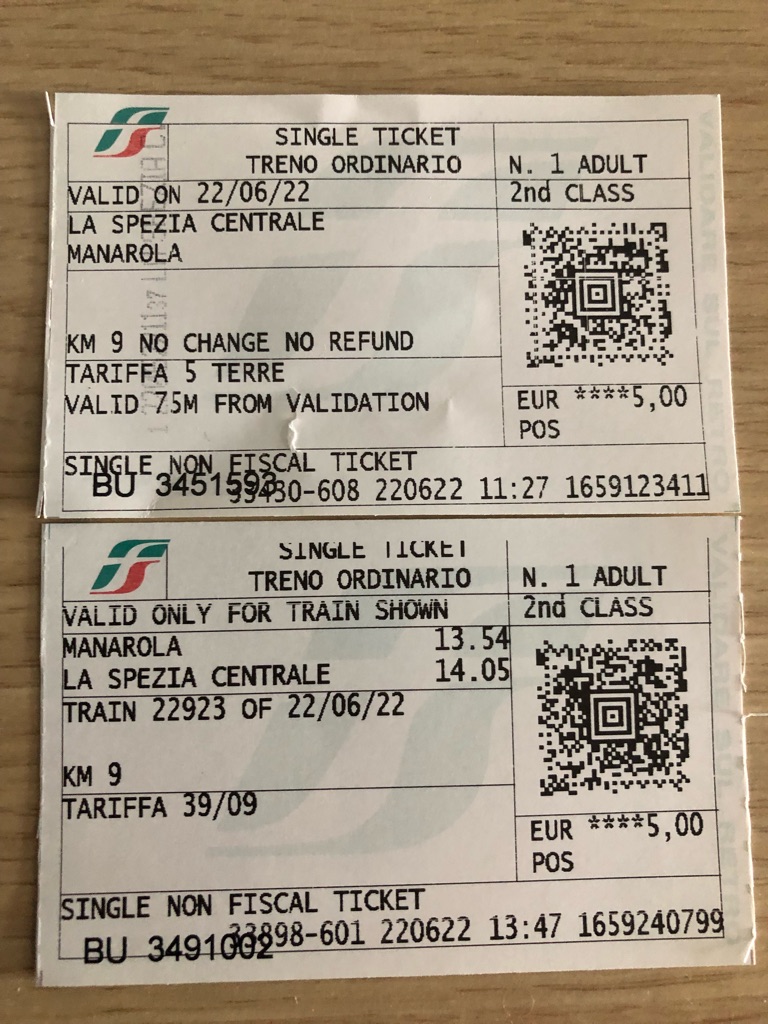 SINGLE TICKET
TRENO ORDINARIO
N. 1 ADULT
VALID ON 22/06/22
2nd CLASS
LA SPEZIA CENTRALE
MANAROLA
KM 9 NO CHANGE NO REFUND
TARIFFA 5 TERRE
VALID 75M FROM VALIDATION
EUR ****5,00
POS
SINGLE NON FISCAL TICKET
BU 3451593
33430-608 220622 11:27 1659123411
SINGLE TICKET
TRENO ORDINARIO
N. 1 ADULT
VALID ONLY FOR TRAIN SHOWN
2nd CLASS
MANAROLA 13.54
LA SPEZIA CENTRALE 14.05
TRAIN 22923 OF 22/06/22
KM 9
TARIFFA 39/09
EUR ****5,00
POS
SINGLE NON FISCAL TICKET
BU 3491002
33898-601 220622 13:47 1659240799